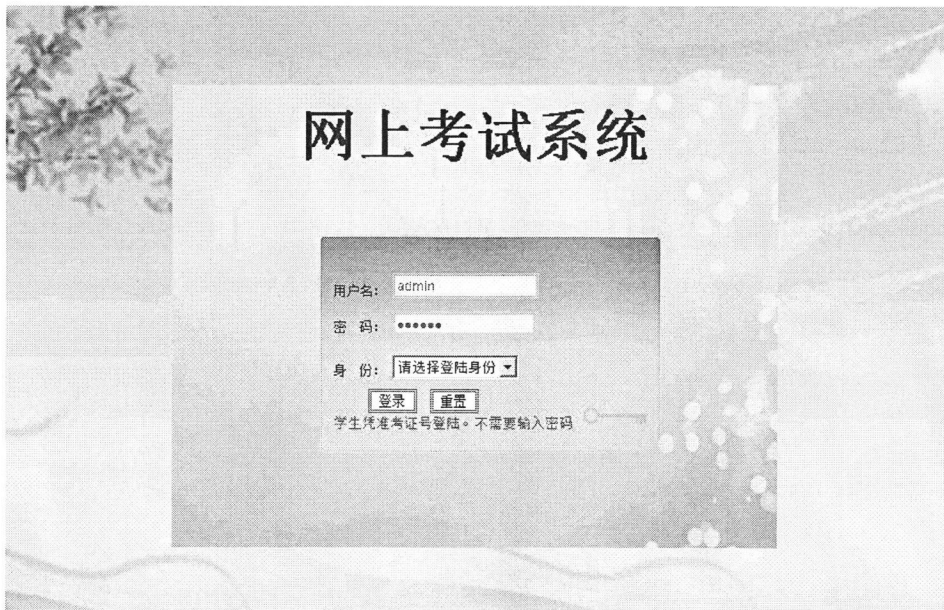 网上考试系统
用户名: admin
密 码: ●●●●●●
身 份: 请选择登陆身份
登录 重置
学生凭准考证号登陆。不需要输入密码